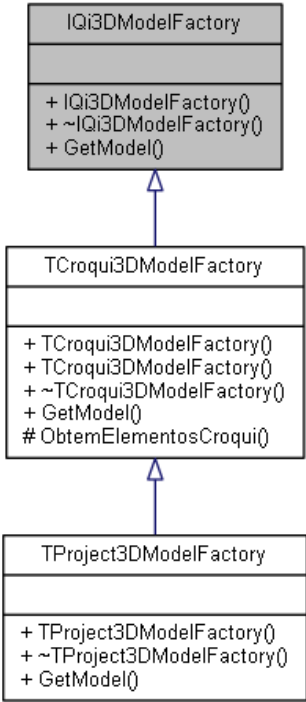 IQi3DModelFactory
+ IQi3DModelFactory()
+ ~IQi3DModelFactory()
+ GetModel()
TCroqui3DModelFactory
+ TCroqui3DModelFactory()
+ TCroqui3DModelFactory()
+ ~TCroqui3DModelFactory()
+ GetModel()
# ObtemElementosCroqui()
TProject3DModelFactory
+ TProject3DModelFactory()
+ ~TProject3DModelFactory()
+ GetModel()